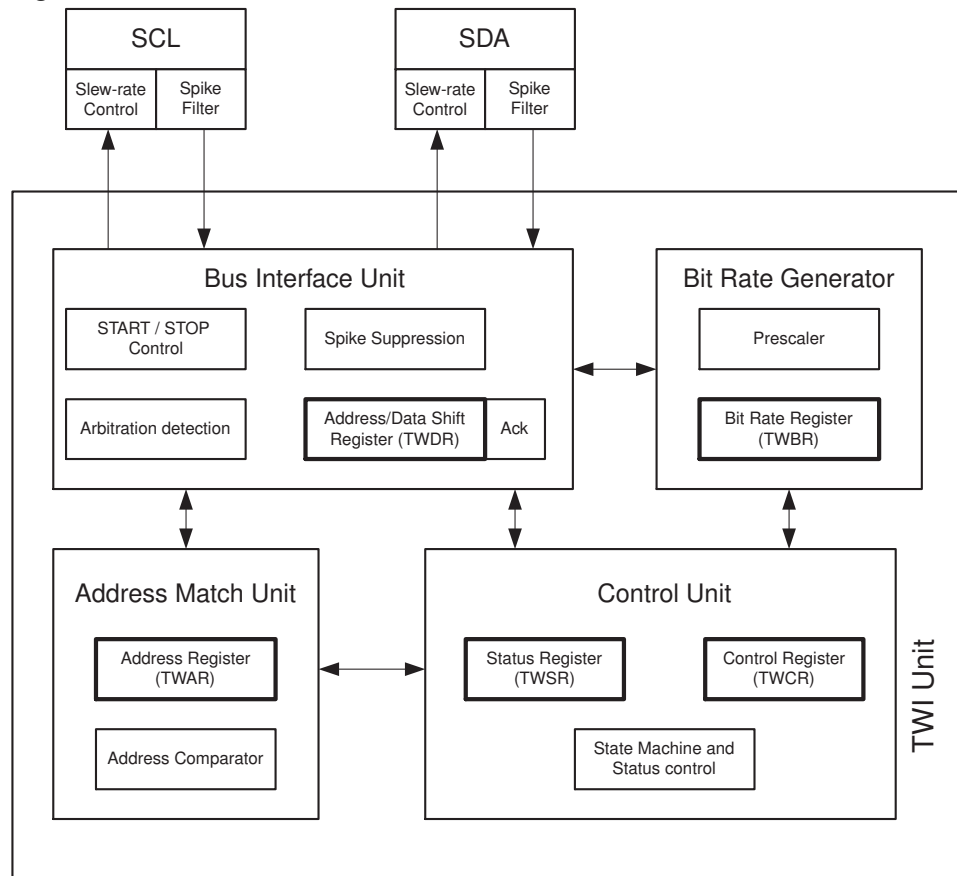 SCL
SDA
Slew-rate
Control
Spike
Filter
Slew-rate
Control
Spike
Filter
Bus Interface Unit
START / STOP
Control
Spike Suppression
Arbitration detection
Address/Data Shift
Register (TWDR)
Ack
Bit Rate Generator
Prescaler
Bit Rate Register
(TWBR)
Address Match Unit
Address Register
(TWAR)
Address Comparator
Control Unit
Status Register
(TWSR)
Control Register
(TWCR)
State Machine and
Status control
TWI Unit